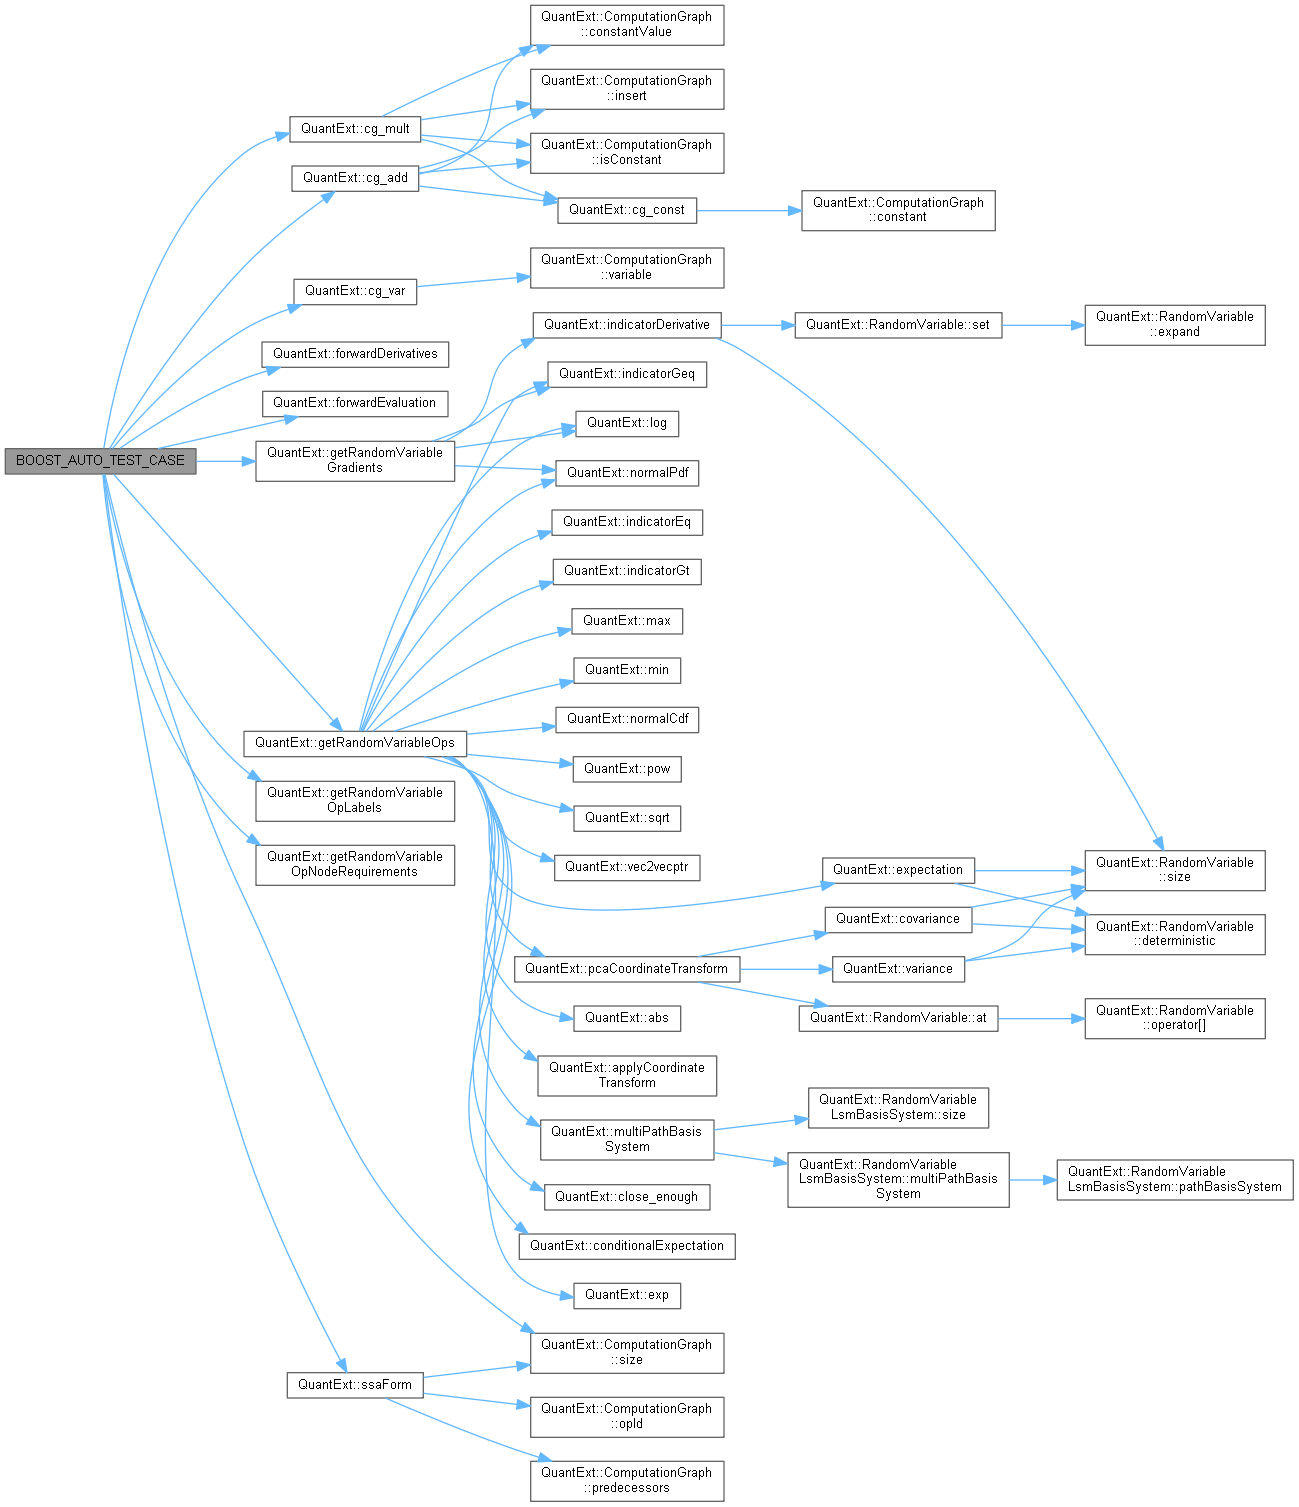 QuantExt::ComputationGraph
::constantValue
QuantExt::ComputationGraph
::insert
QuantExt::cg_mult
QuantExt::ComputationGraph
::isConstant
QuantExt::cg_add
QuantExt::cg_const
QuantExt::ComputationGraph
::constant
QuantExt::ComputationGraph
::variable
QuantExt::cg_var
QuantExt::indicatorDerivative
QuantExt::RandomVariable::set
QuantExt::RandomVariable
::expand
QuantExt::forwardDerivatives
QuantExt::indicatorGeq
QuantExt::forwardEvaluation
QuantExt::log
BOOST_AUTO_TEST_CASE
QuantExt::getRandomVariable
Gradients
QuantExt::normalPdf
QuantExt::indicatorEq
QuantExt::indicatorGt
QuantExt::max
QuantExt::min
QuantExt::normalCdf
QuantExt::getRandomVariableOps
QuantExt::pow
QuantExt::getRandomVariable
OpLabels
QuantExt::sqrt
QuantExt::getRandomVariable
OpNodeRequirements
QuantExt::vec2vecptr
QuantExt::expectation
QuantExt::RandomVariable
::size
QuantExt::covariance
QuantExt::RandomVariable
::deterministic
QuantExt::pcaCoordinateTransform
QuantExt::variance
QuantExt::abs
QuantExt::RandomVariable::at
QuantExt::RandomVariable
::operator[]
QuantExt::applyCoordinate
Transform
QuantExt::RandomVariable
LsmBasisSystem::size
QuantExt::multiPathBasis
System
QuantExt::RandomVariable
LsmBasisSystem::multiPathBasis
System
QuantExt::RandomVariable
LsmBasisSystem::pathBasisSystem
QuantExt::close_enough
QuantExt::conditionalExpectation
QuantExt::exp
QuantExt::ComputationGraph
::size
QuantExt::ssaForm
QuantExt::ComputationGraph
::opId
QuantExt::ComputationGraph
::predecessors